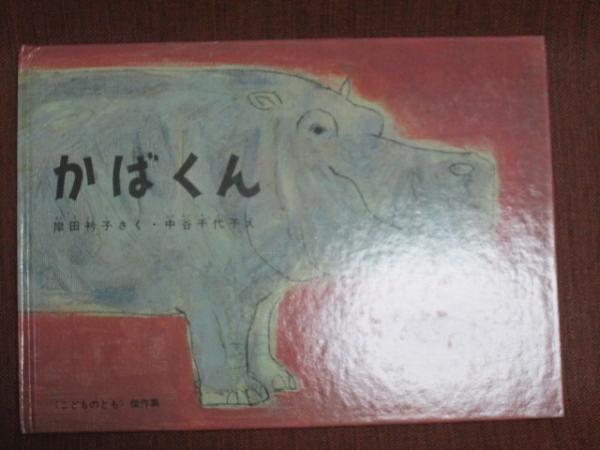 かばくん
岸田衿子さく・中谷千代子え
〈こどものとも〉傑作集